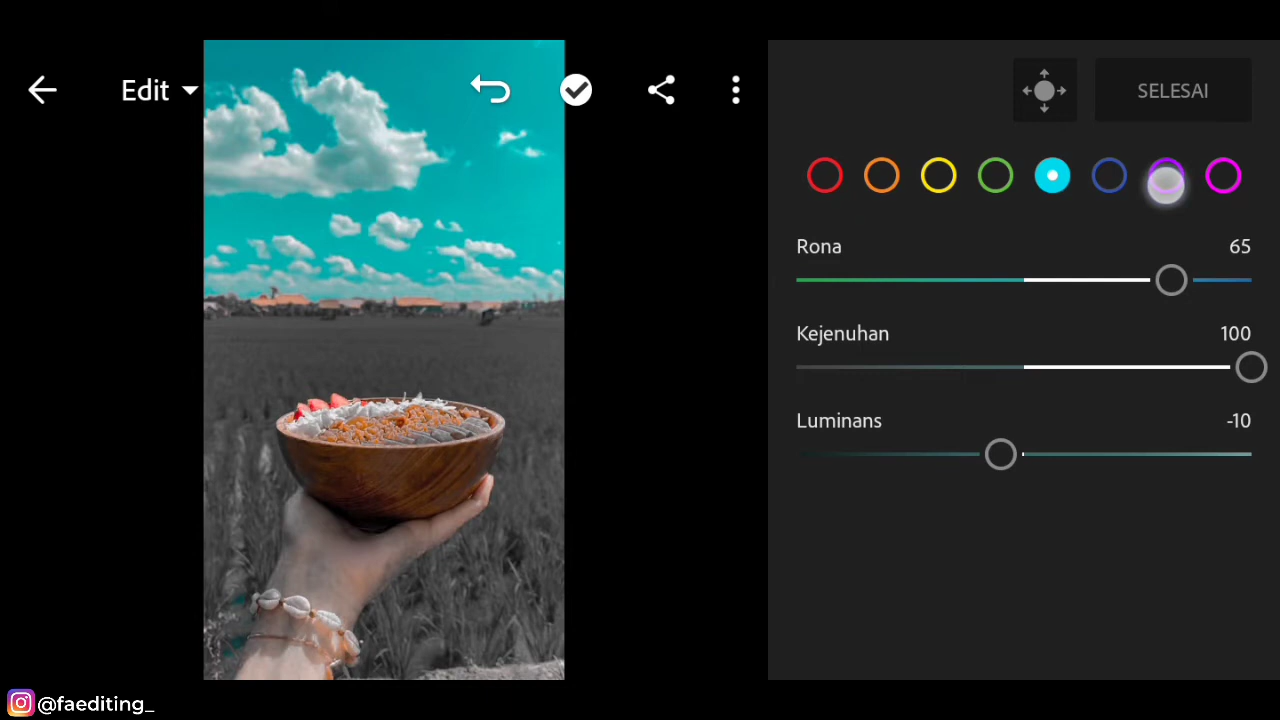 Edit
SELESAI
Rona 65
Kejenuhan 100
Luminans -10
@faediting_